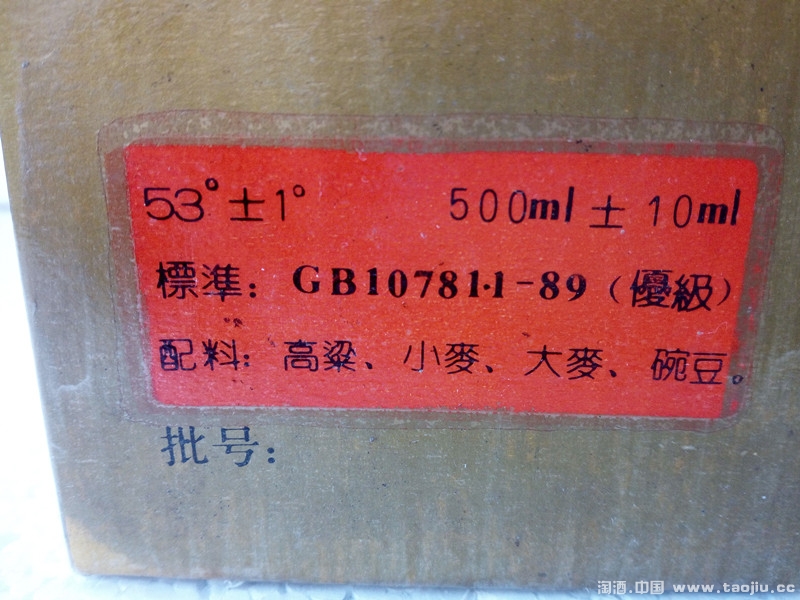 53°±1° 500ml ± 10ml
標準: GB10781·1-89 (優級)
配料: 高粱、小麥、大麥、碗豆。
批号:
淘酒.中国 www.taojiu.cc